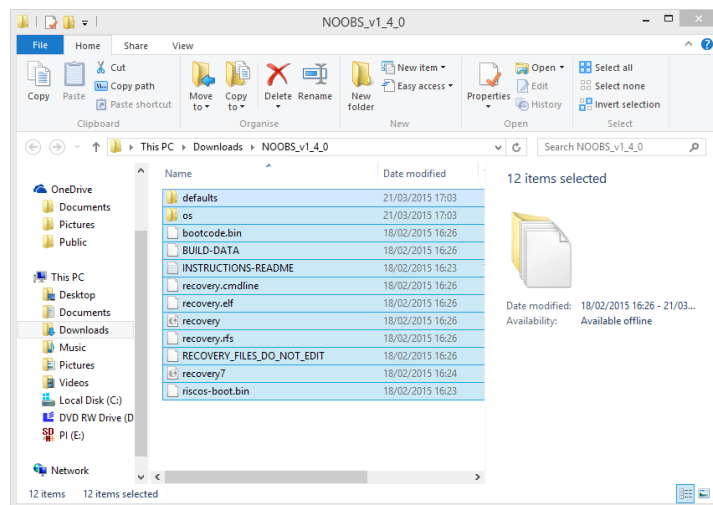 NOOBS_v1_4_0
File Home Share View
Copy
Paste
Cut
Copy path
Paste shortcut
Clipboard
Move to
Copy to
Delete
Rename
Organise
New folder
New item
Easy access
New
Properties
Open
Edit
History
Open
Select all
Select none
Invert selection
Select
This PC Downloads NOOBS_v1_4_0
Search NOOBS_v1_4_0
OneDrive
Documents
Pictures
Public
This PC
Desktop
Documents
Downloads
Music
Pictures
Videos
Local Disk (C:)
DVD RW Drive (D
PI (E:)
Network
Name Date modified
defaults 21/03/2015 17:03
os 21/03/2015 17:03
bootcode.bin 18/02/2015 16:26
BUILD-DATA 18/02/2015 16:26
INSTRUCTIONS-README 18/02/2015 16:23
recovery.cmdline 18/02/2015 16:26
recovery.elf 18/02/2015 16:26
recovery 18/02/2015 16:26
recovery.rfs 18/02/2015 16:26
RECOVERY_FILES_DO_NOT_EDIT 18/02/2015 16:26
recovery7 18/02/2015 16:24
riscos-boot.bin 18/02/2015 16:23
12 items selected
Date modified: 18/02/2015 16:26 - 21/03...
Availability: Available offline
12 items 12 items selected